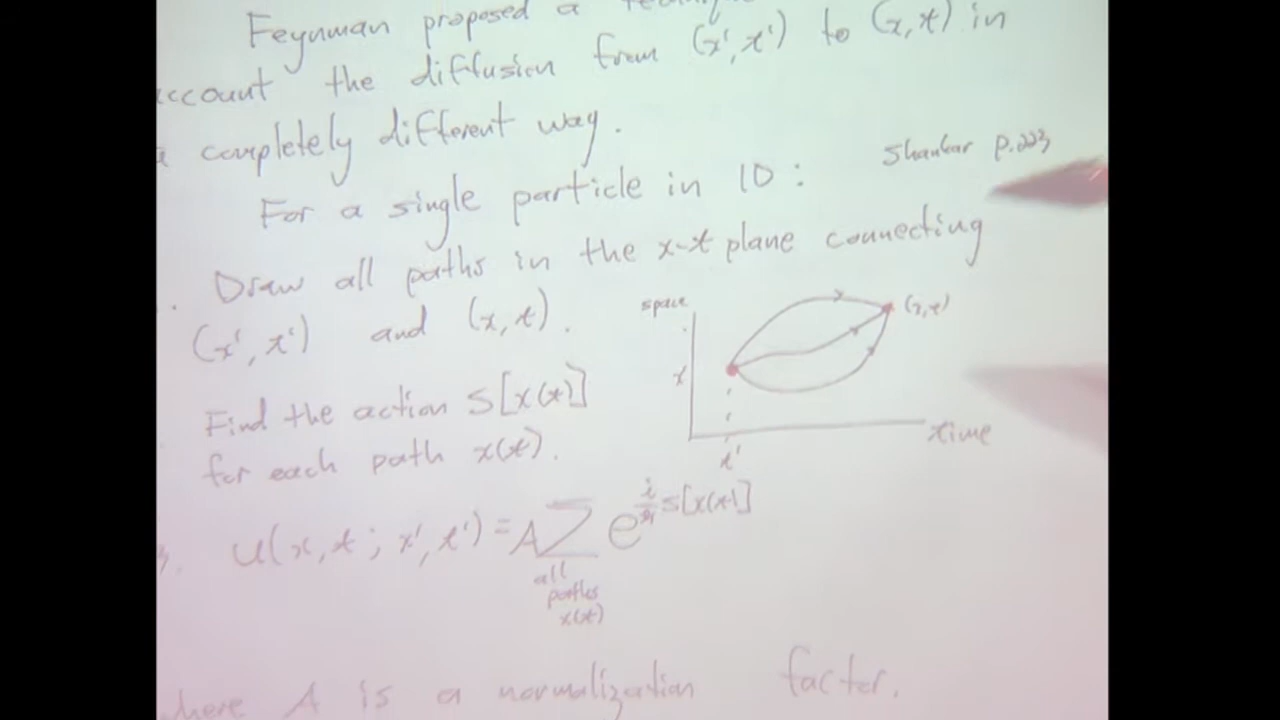 Feynman proposed a
account the diffusion from (x',t') to (x,t) in
a completely different way.
Shankar p.223
For a single particle in 1D :
Draw all paths in the x-t plane connecting
(x', t') and (x, t).
space
(x,t)
x
time
t'
Find the action S[x(t)]
for each path x(t).
3. U(x,t ; x',t') = A∑ e^{i/ħ S[x(t)]}
all
paths
x(t)
where A is a normalization factor.